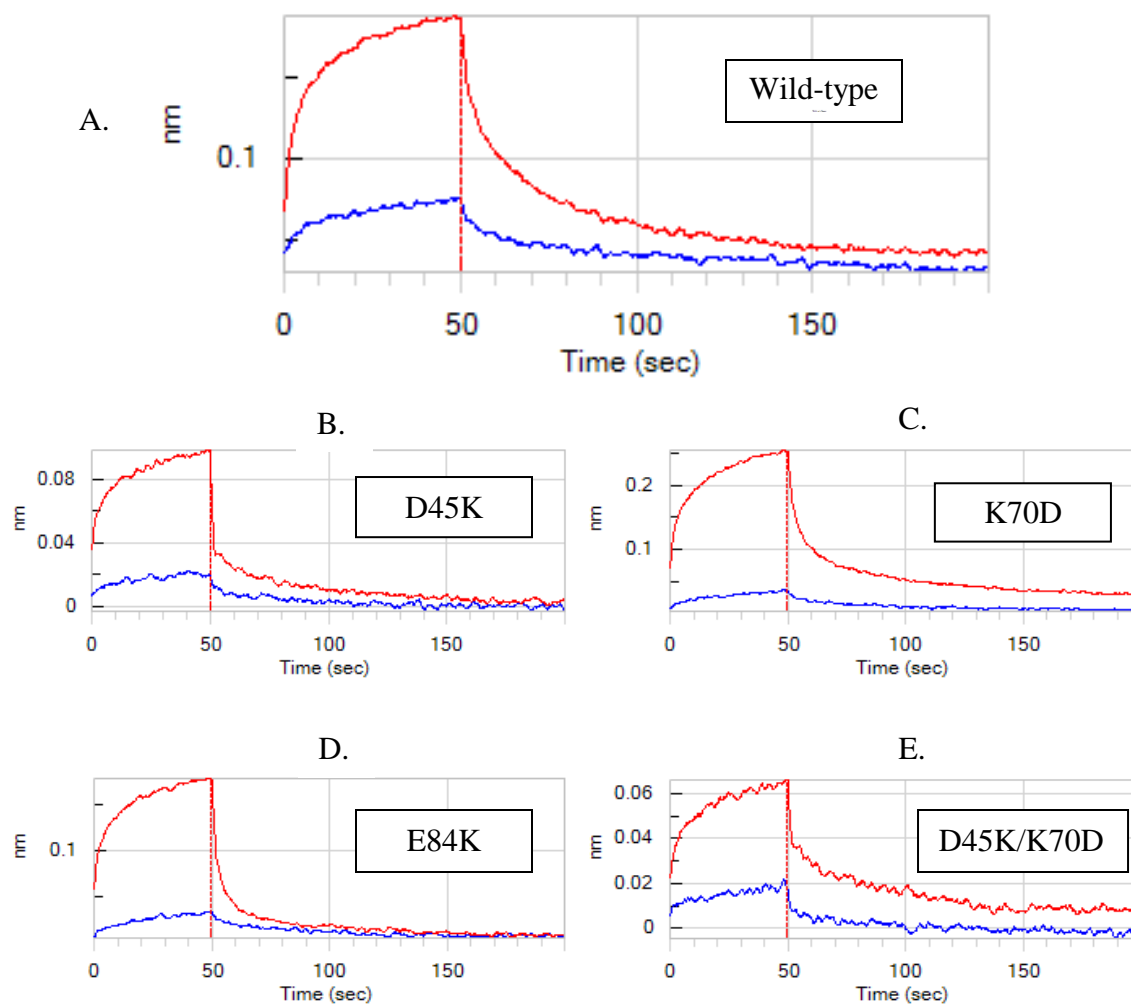 A.
Wild-type
nm
0.1
0 50 100 150
Time (sec)
B.
D45K
nm
0.08
0.04
0
0 50 100 150
Time (sec)
C.
K70D
nm
0.2
0.1
0 50 100 150
Time (sec)
D.
E84K
nm
0.1
0 50 100 150
Time (sec)
E.
D45K/K70D
nm
0.06
0.04
0.02
0
0 50 100 150
Time (sec)